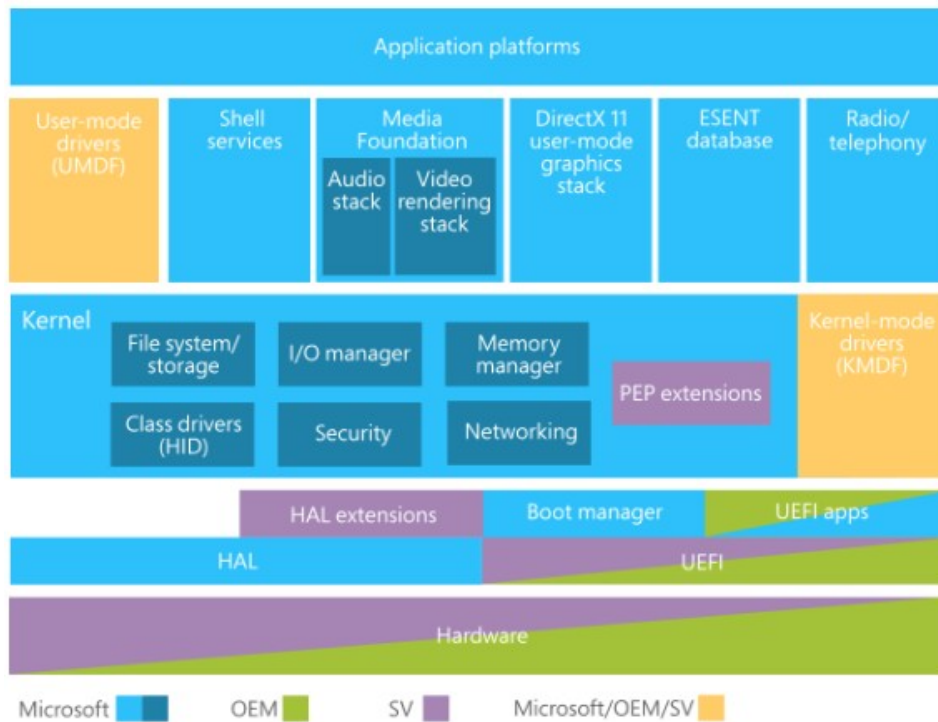 Application platforms
User-mode
drivers
(UMDF)
Shell
services
Media
Foundation
Audio
stack
Video
rendering
stack
DirectX 11
user-mode
graphics
stack
ESENT
database
Radio/
telephony
Kernel
File system/
storage
I/O manager
Memory
manager
PEP extensions
Class drivers
(HID)
Security
Networking
Kernel-mode
drivers
(KMDF)
HAL extensions
Boot manager
UEFI apps
HAL
UEFI
Hardware
Microsoft
OEM
SV
Microsoft/OEM/SV